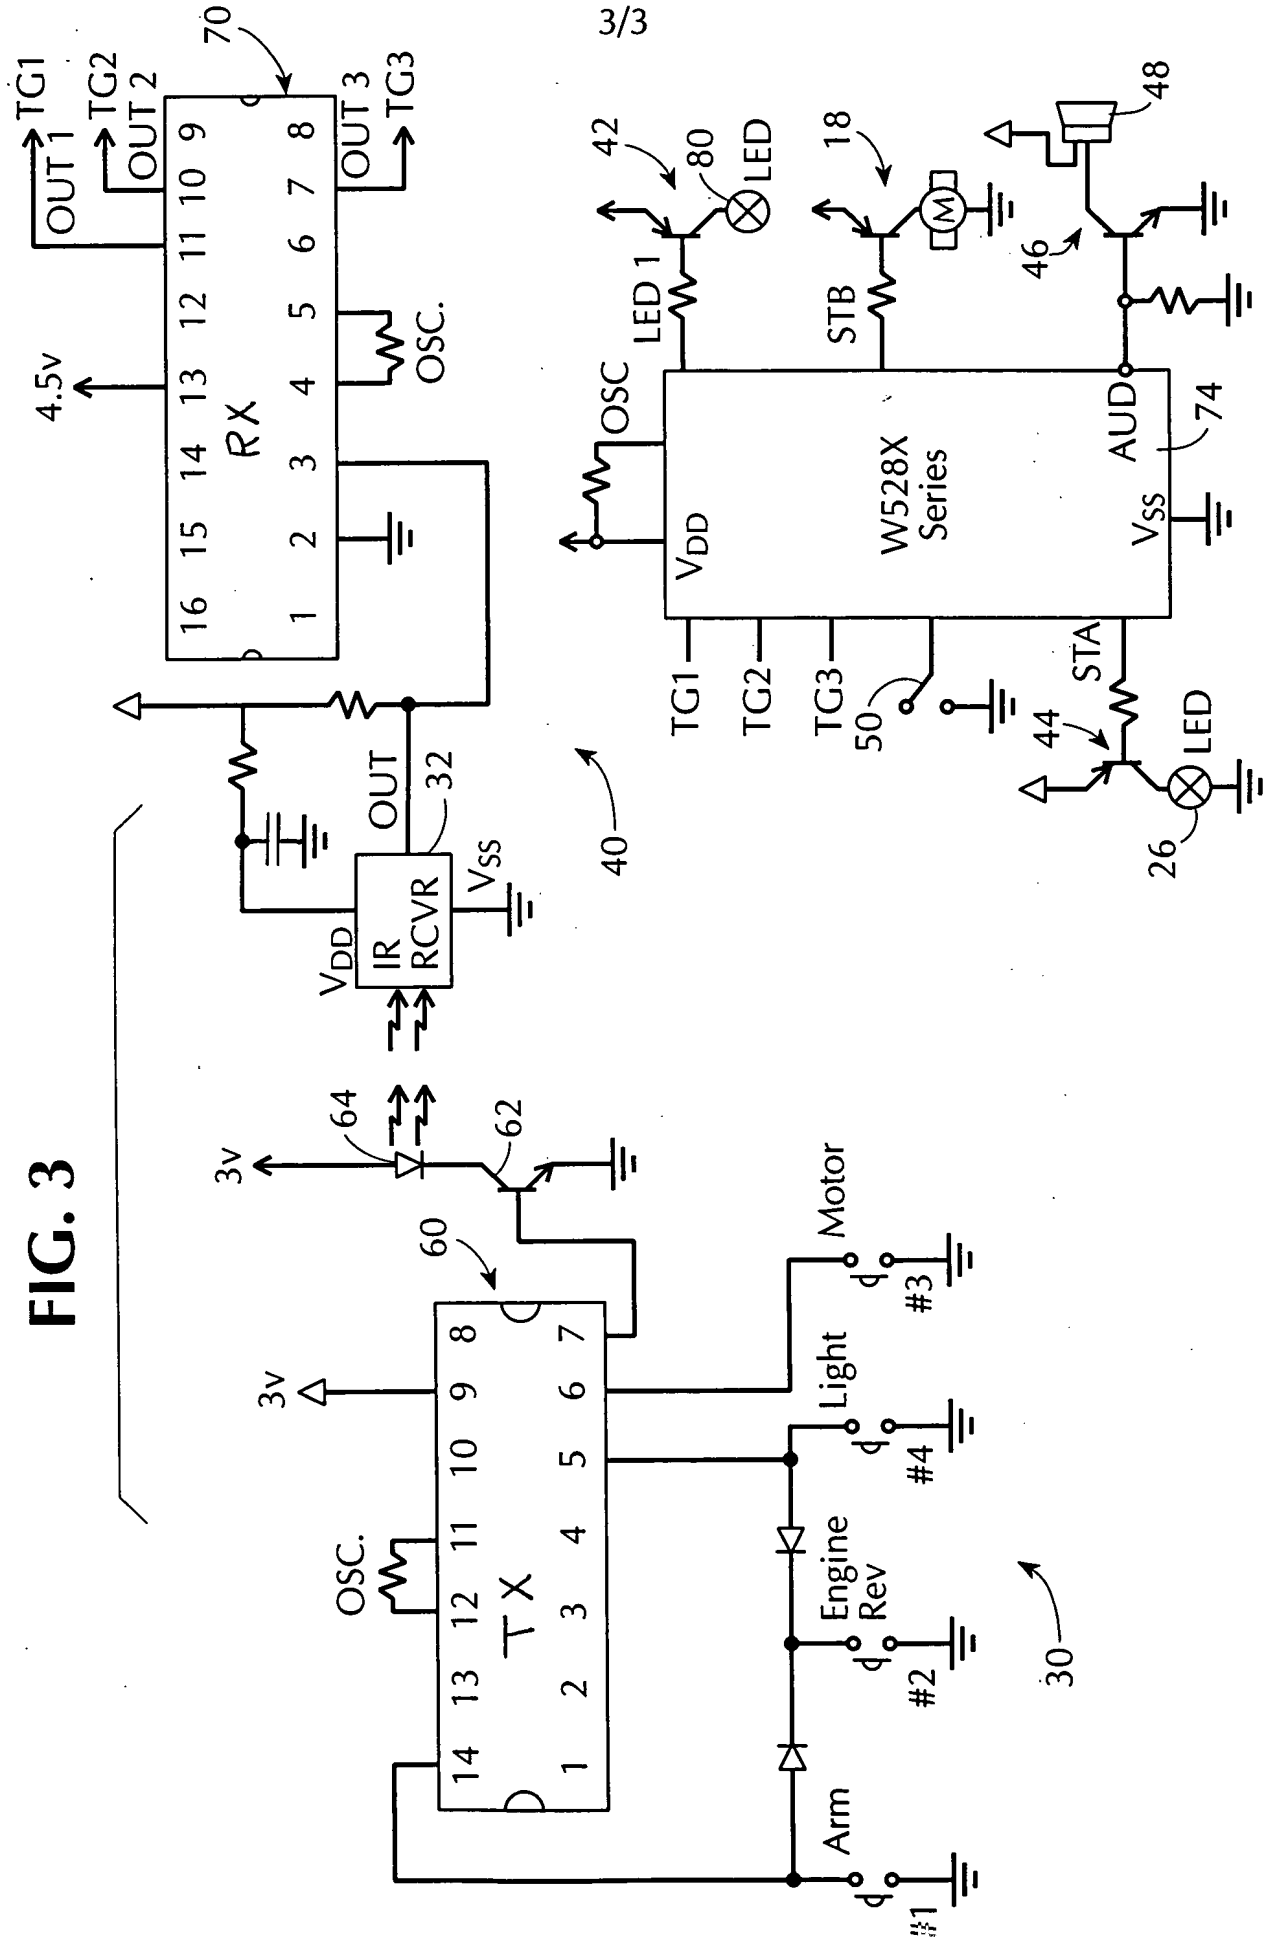 3/3
FIG. 3
70
TG1
OUT 1
TG2
OUT 2
OUT 3
TG3
4.5v
16 15 14 13 12 11 10 9
RX
1 2 3 4 5 6 7 8
OSC.
VDD
IR
RCVR
OUT
32
VSS
40
3v
64
62
60
3v
OSC.
14 13 12 11 10 9 8
TX
1 2 3 4 5 6 7
Arm
#1
Engine
Rev
#2
Light
#4
Motor
#3
30
OSC
VDD
TG1
TG2
TG3
50
STA
44
LED
26
W528X
Series
VSS
AUD
74
LED 1
42
80
LED
STB
18
M
46
48